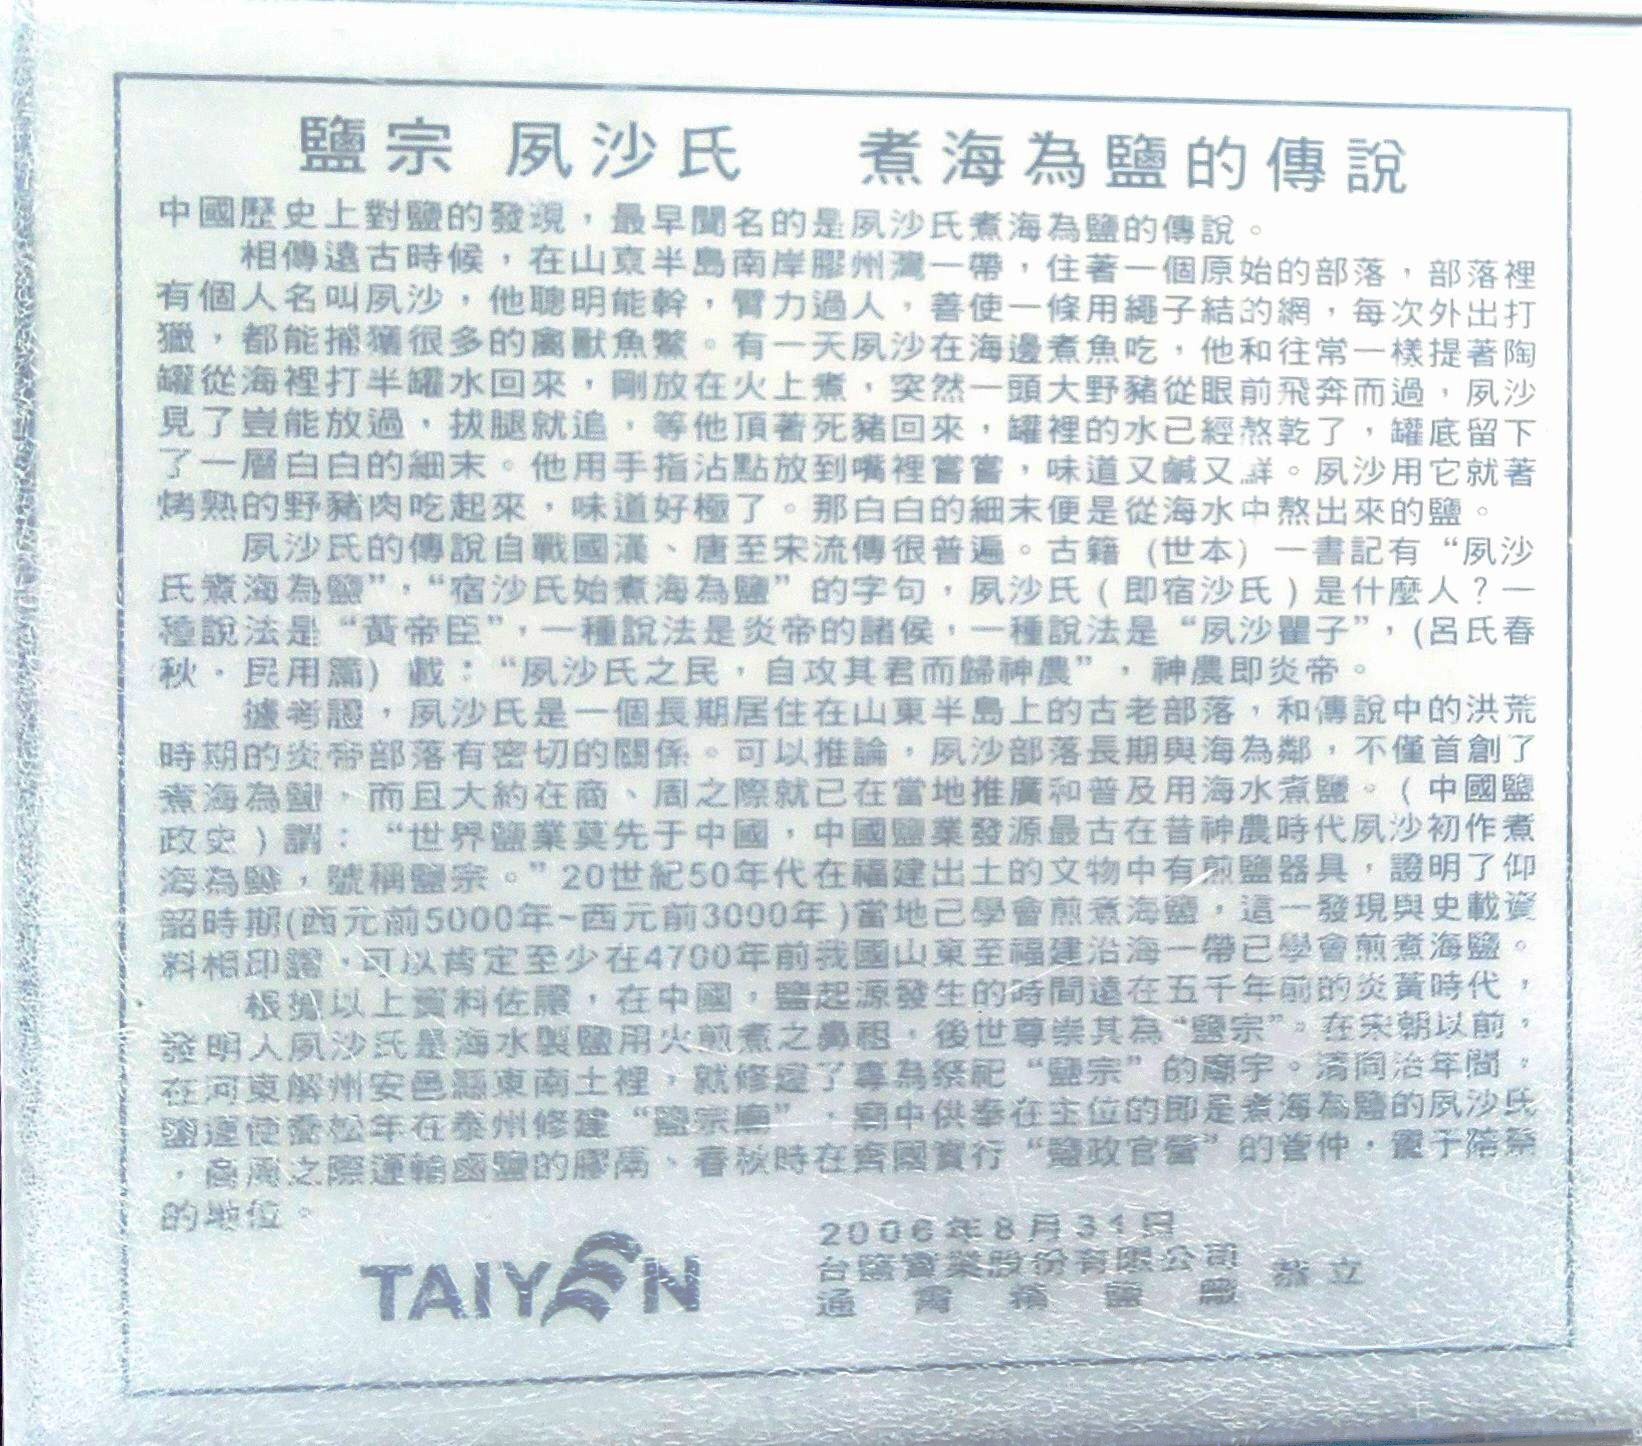 鹽宗 夙沙氏 煮海為鹽的傳說
中國歷史上對鹽的發現，最早聞名的是夙沙氏煮海為鹽的傳說。
相傳遠古時候，在山東半島南岸膠州灣一帶，住著一個原始的部落，部落裡
有個人名叫夙沙，他聰明能幹，臂力過人，善使一條用繩子結的網，每次外出打
獵，都能捕獲很多的禽獸魚鱉。有一天夙沙在海邊煮魚吃，他和往常一樣提著陶
罐從海裡打半罐水回來，剛放在火上煮，突然一頭大野豬從眼前飛奔而過，夙沙
見了豈能放過，拔腿就追，等他頂著死豬回來，罐裡的水已經熬乾了，罐底留下
了一層白白的細末。他用手指沾點放到嘴裡嘗嘗，味道又鹹又鮮。夙沙用它就著
烤熟的野豬肉吃起來，味道好極了。那白白的細末便是從海水中熬出來的鹽。
夙沙氏的傳說自戰國漢、唐至宋流傳很普遍。古籍 (世本) 一書記有“夙沙
氏煮海為鹽”，“宿沙氏始煮海為鹽”的字句，夙沙氏(即宿沙氏)是什麼人？一
種說法是“黃帝臣”，一種說法是炎帝的諸侯，一種說法是“夙沙瞿子”，(呂氏春
秋．民用篇) 載：“夙沙氏之民，自攻其君而歸神農”，神農即炎帝。
據考證，夙沙氏是一個長期居住在山東半島上的古老部落，和傳說中的洪荒
時期的炎帝部落有密切的關係。可以推論，夙沙部落長期與海為鄰，不僅首創了
煮海為鹽，而且大約在商、周之際就已在當地推廣和普及用海水煮鹽。(中國鹽
政史)謂：“世界鹽業莫先于中國，中國鹽業發源最古在昔神農時代夙沙初作煮
海為鹽，號稱鹽宗。”20世紀50年代在福建出土的文物中有煎鹽器具，證明了仰
韶時期(西元前5000年~西元前3000年)當地已學會煎煮海鹽，這一發現與史載資
料相印證，可以肯定至少在4700年前我國山東至福建沿海一帶已學會煎煮海鹽。
根據以上資料佐證，在中國，鹽起源發生的時間遠在五千年前的炎黃時代，
發明人夙沙氏是海水製鹽用火煎煮之鼻祖，後世尊崇其為“鹽宗”。在宋朝以前，
在河東解州安邑縣東南土裡，就修建了專為祭祀“鹽宗”的廟宇。清同治年間，
鹽運使喬松年在泰州修建“鹽宗廟”，廟中供奉在主位的即是煮海為鹽的夙沙氏
，商周之際運輸鹵鹽的膠鬲、春秋時在齊國實行“鹽政官營”的管仲，置于陪祭
的地位。
2006年8月31日
台鹽實業股份有限公司
通霄精鹽廠 恭立
TAIYEN